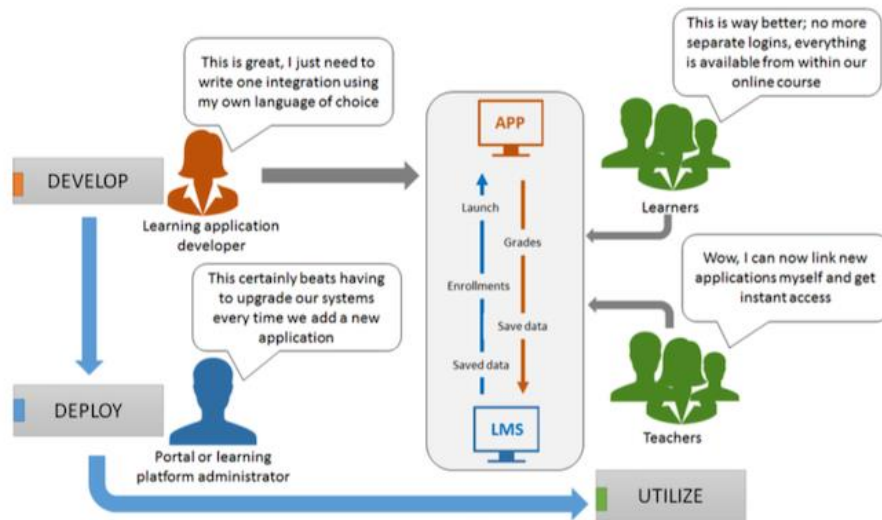 This is great, I just need to
write one integration using
my own language of choice
This is way better; no more
separate logins, everything
is available from within our
online course
APP
DEVELOP
Learning application
developer
Launch
Grades
Learners
This certainly beats having
to upgrade our systems
every time we add a new
application
Enrollments
Save data
Saved data
Wow, I can now link new
applications myself and get
instant access
DEPLOY
LMS
Portal or learning
platform administrator
Teachers
UTILIZE